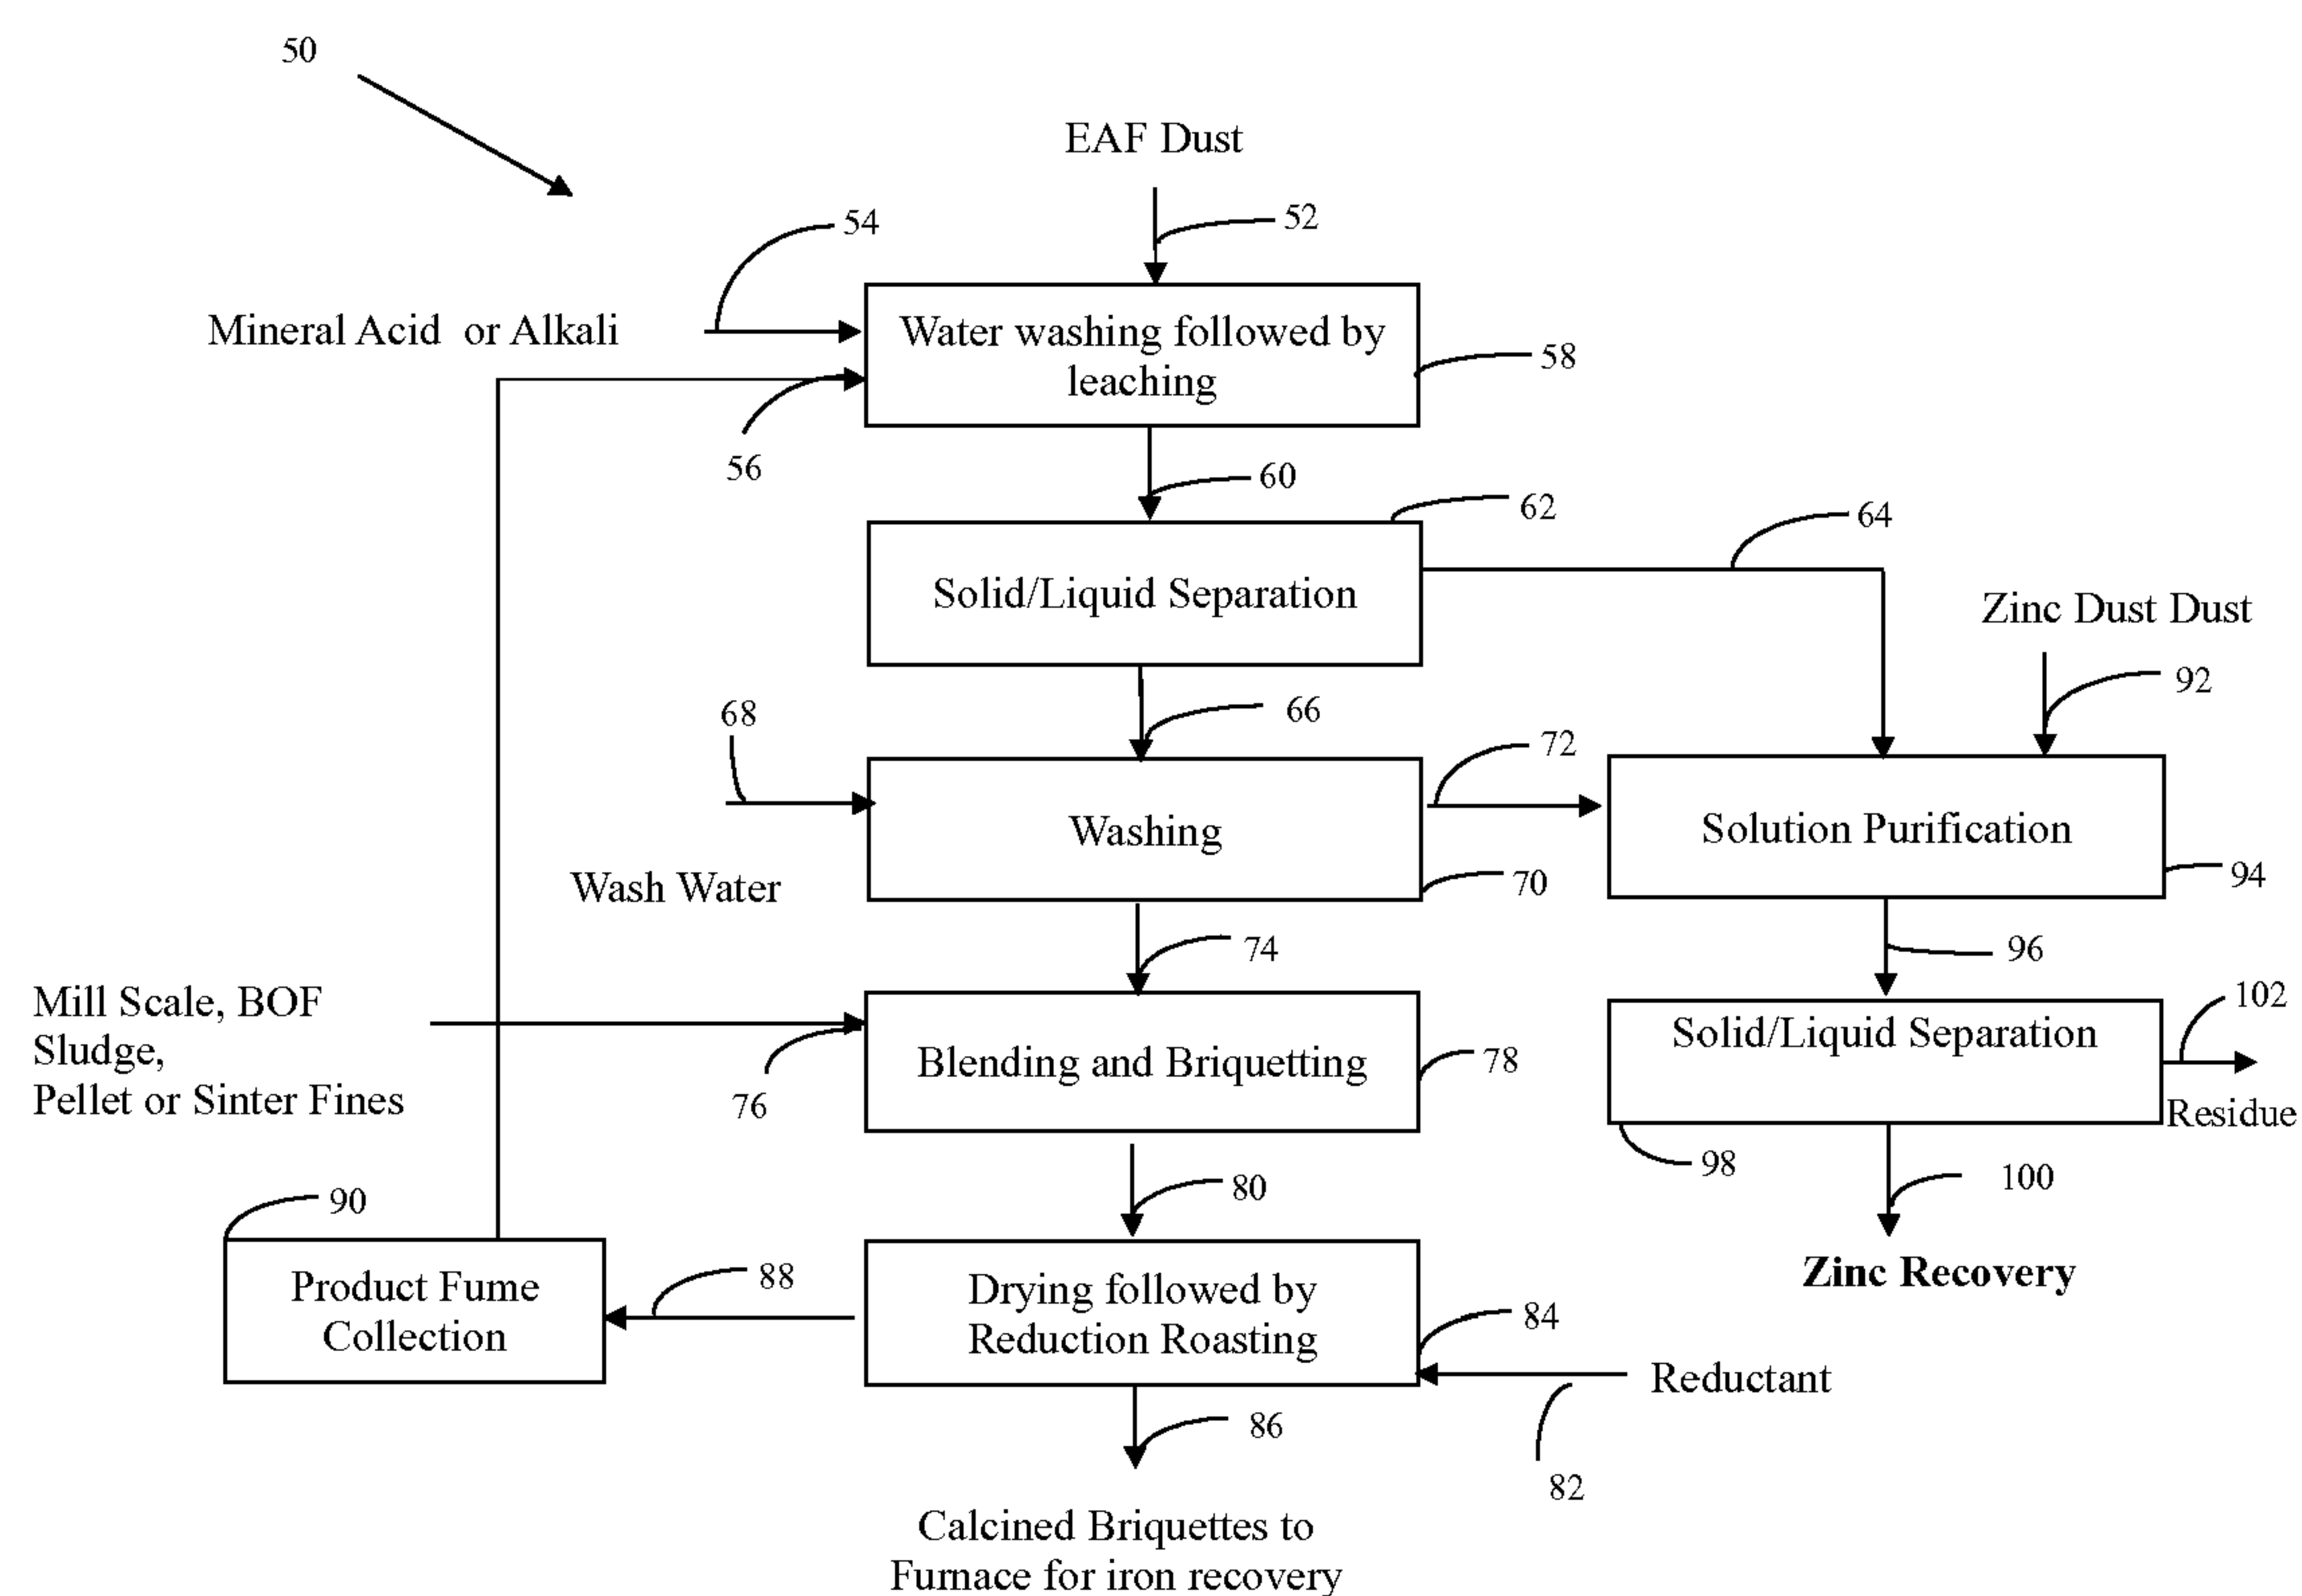 50
EAF Dust
52
54
Mineral Acid  or Alkali
Water washing followed by
leaching
58
56
60
62
64
Solid/Liquid Separation
Zinc Dust Dust
92
66
68
72
Washing
Solution Purification
Wash Water
70
94
74
96
Mill Scale, BOF
Sludge,
Pellet or Sinter Fines
76
Blending and Briquetting
78
Solid/Liquid Separation
102
Residue
98
100
80
90
Zinc Recovery
Product Fume
Collection
88
Drying followed by
Reduction Roasting
84
Reductant
82
86
Calcined Briquettes to
Furnace for iron recovery